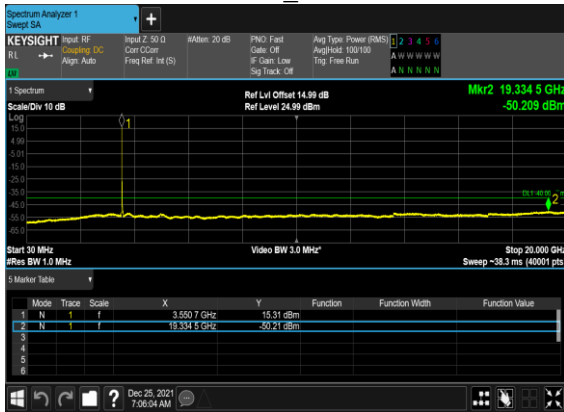 Spectrum Analyzer 1
Swept SA
+
KEYSIGHT Input: RF Input Z: 50 Ω #Atten: 20 dB PNO: Fast Avg Type: Power (RMS) 1 2 3 4 5 6
RL Coupling: DC Corr CCorr Gate: Off Avg|Hold: 100/100 A W W W W W
Align: Auto Freq Ref: Int (S) IF Gain: Low Trig: Free Run
Sig Track: Off A N N N N N
1 Spectrum Ref Lvl Offset 14.99 dB Mkr2 19.334 5 GHz
Scale/Div 10 dB Ref Level 24.99 dBm -50.209 dBm
Log
15.0
1
4.99
-5.01
-15.0
-25.0
-35.0
-45.0
2
-55.0
-65.0
Start 30 MHz Video BW 3.0 MHz* Stop 20.000 GHz
#Res BW 1.0 MHz Sweep ~38.3 ms (40001 pts)
5 Marker Table
Mode Trace Scale X Y Function Function Width Function Value
1 N 1 f 3.550 7 GHz 15.31 dBm
2 N 1 f 19.334 5 GHz -50.21 dBm
3
4
5
6
? Dec 25, 2021
7:06:04 AM